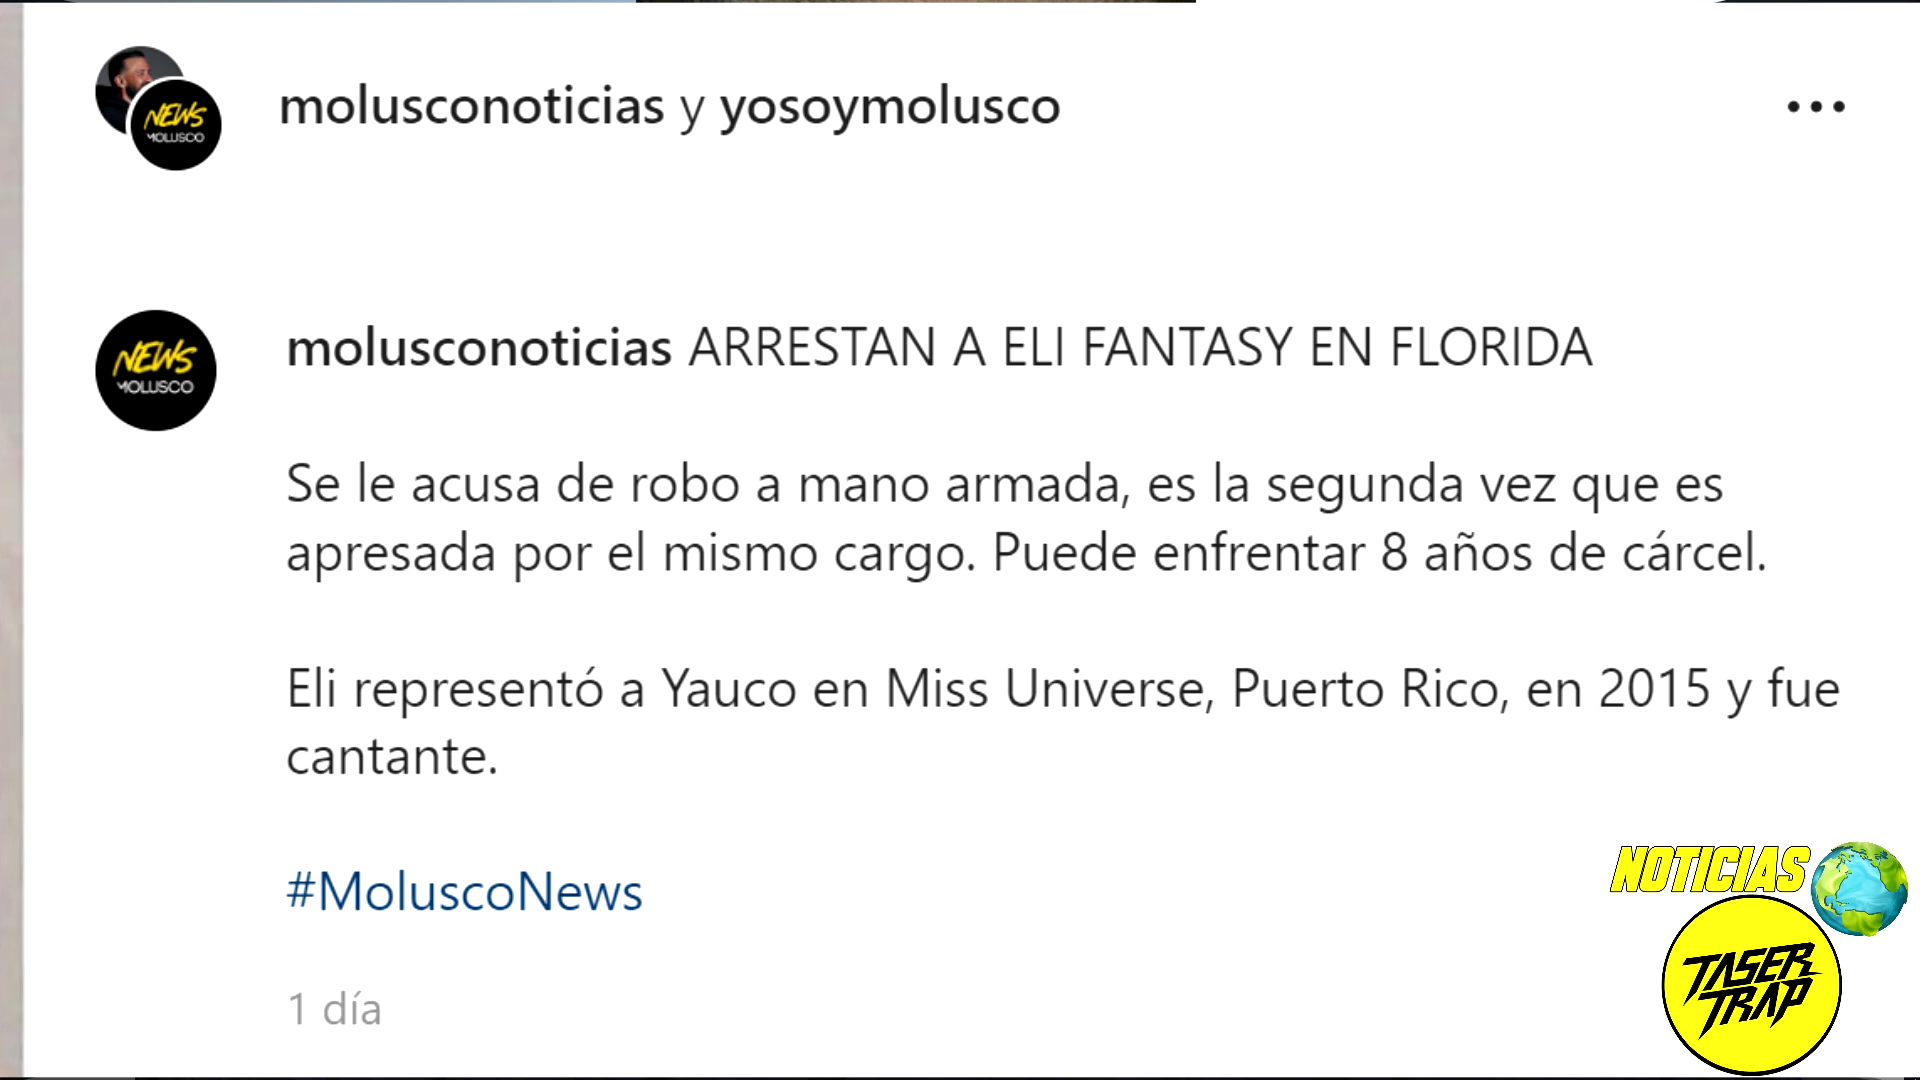 NEWS
MOLUSCO
molusconoticias y yosoymolusco
NEWS
MOLUSCO
molusconoticias ARRESTAN A ELI FANTASY EN FLORIDA
Se le acusa de robo a mano armada, es la segunda vez que es
apresada por el mismo cargo. Puede enfrentar 8 años de cárcel.
Eli representó a Yauco en Miss Universe, Puerto Rico, en 2015 y fue
cantante.
#MoluscoNews
1 día
NOTICIAS
TASER
TRAP